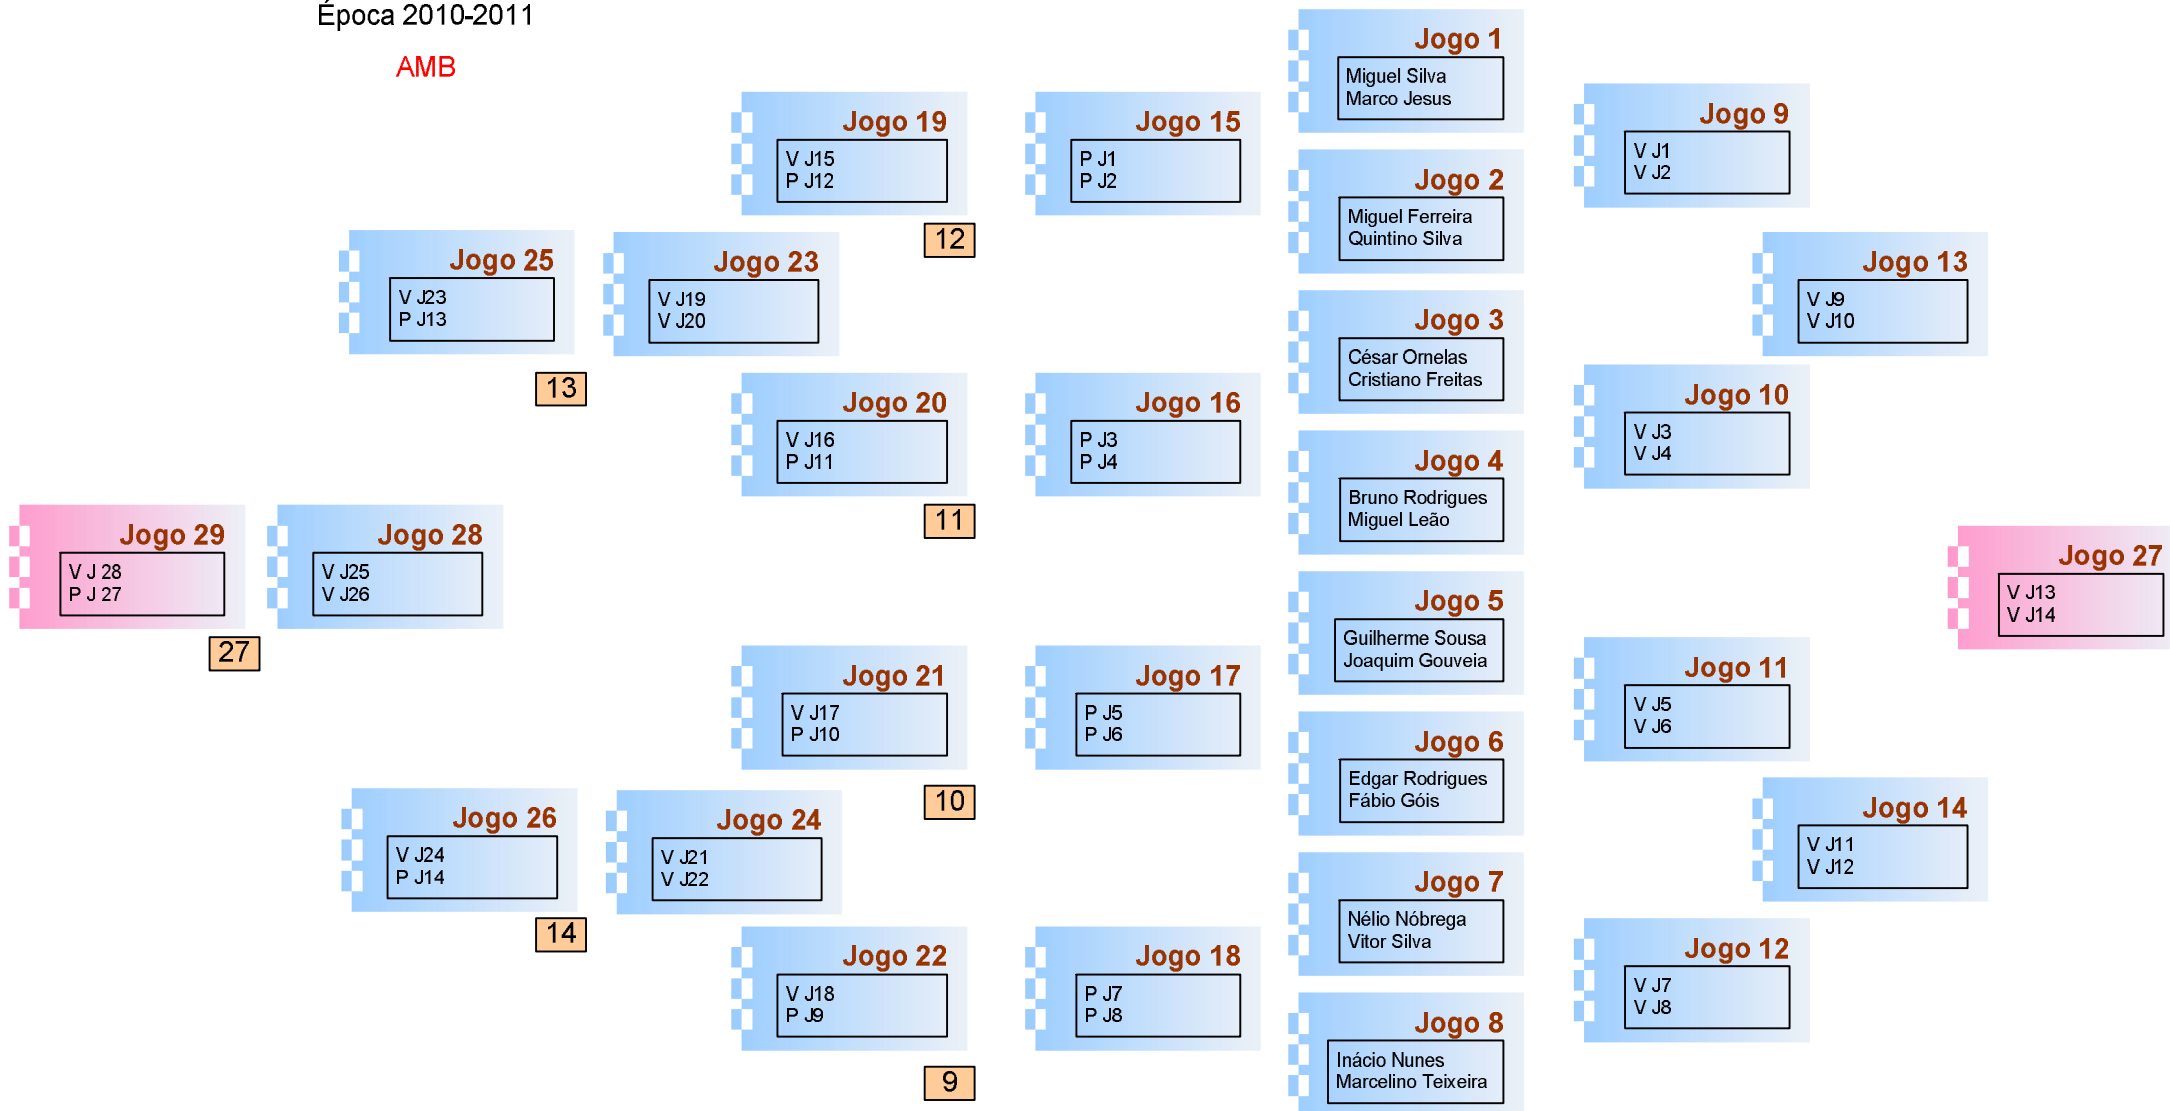 Época 2010-2011
AMB
Jogo 1
Miguel Silva
Marco Jesus
Jogo 9
V J1
V J2
Jogo 19
V J15
P J12
12
Jogo 15
P J1
P J2
Jogo 2
Miguel Ferreira
Quintino Silva
Jogo 25
V J23
P J13
13
Jogo 23
V J19
V J20
Jogo 13
V J9
V J10
Jogo 3
César Ornelas
Cristiano Freitas
Jogo 20
V J16
P J11
11
Jogo 16
P J3
P J4
Jogo 10
V J3
V J4
Jogo 4
Bruno Rodrigues
Miguel Leão
Jogo 29
V J 28
P J 27
27
Jogo 28
V J25
V J26
Jogo 27
V J13
V J14
Jogo 5
Guilherme Sousa
Joaquim Gouveia
Jogo 21
V J17
P J10
10
Jogo 17
P J5
P J6
Jogo 11
V J5
V J6
Jogo 6
Edgar Rodrigues
Fábio Góis
Jogo 26
V J24
P J14
14
Jogo 24
V J21
V J22
Jogo 14
V J11
V J12
Jogo 7
Nélio Nóbrega
Vitor Silva
Jogo 22
V J18
P J9
9
Jogo 18
P J7
P J8
Jogo 12
V J7
V J8
Jogo 8
Inácio Nunes
Marcelino Teixeira